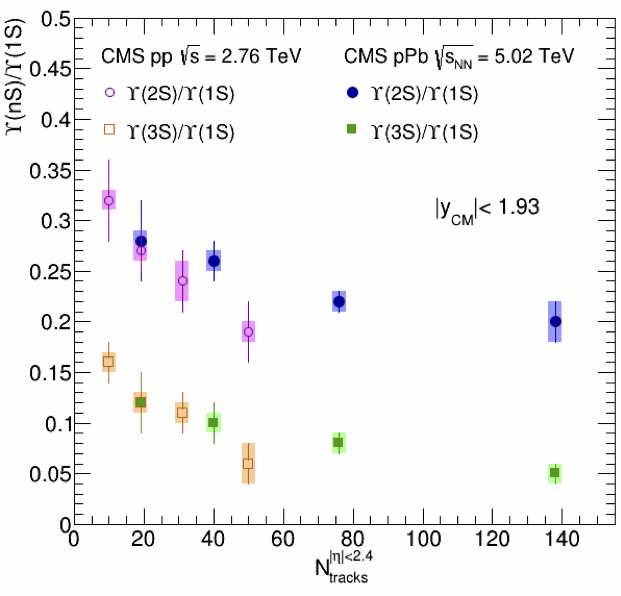 ϒ(nS)/ϒ(1S)
0.5
0.45
0.4
0.35
0.3
0.25
0.2
0.15
0.1
0.05
0
CMS pp √s = 2.76 TeV
ϒ(2S)/ϒ(1S)
ϒ(3S)/ϒ(1S)
CMS pPb √sNN = 5.02 TeV
ϒ(2S)/ϒ(1S)
ϒ(3S)/ϒ(1S)
|yCM|< 1.93
0 20 40 60 80 100 120 140
N|η|<2.4tracks